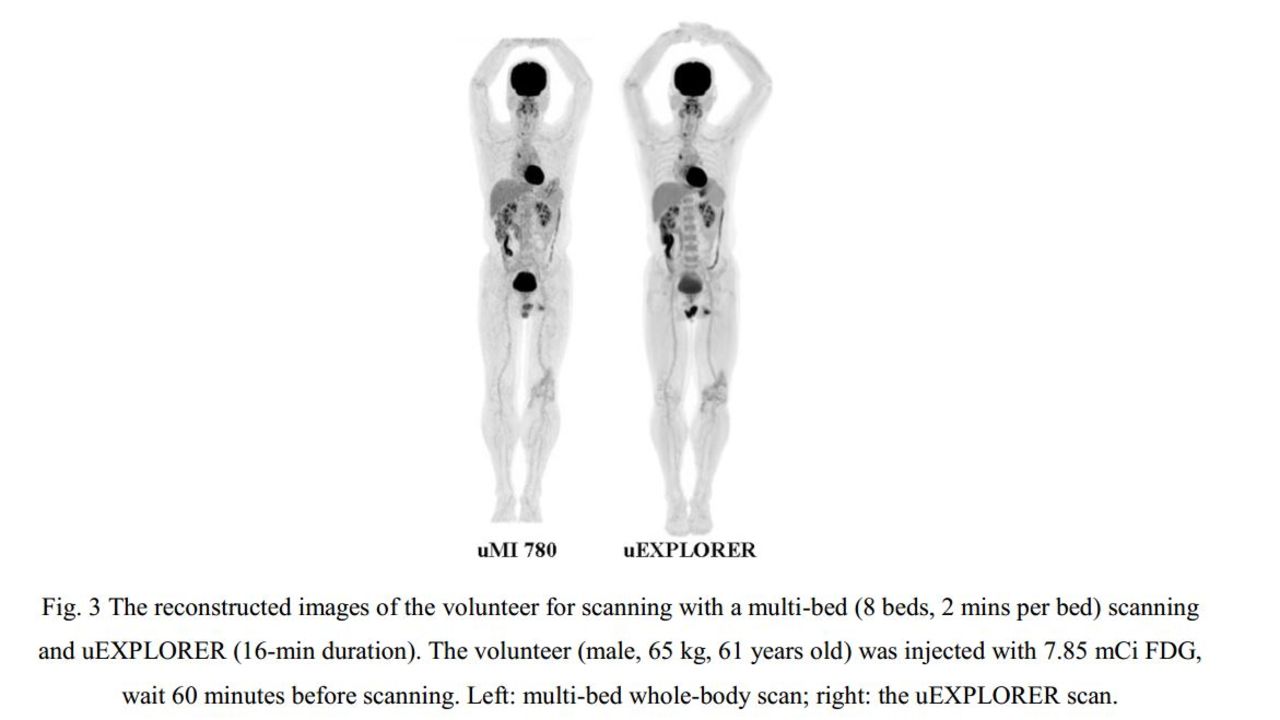 uMI 780 uEXPLORER
Fig. 3 The reconstructed images of the volunteer for scanning with a multi-bed (8 beds, 2 mins per bed) scanning
and uEXPLORER (16-min duration). The volunteer (male, 65 kg, 61 years old) was injected with 7.85 mCi FDG,
wait 60 minutes before scanning. Left: multi-bed whole-body scan; right: the uEXPLORER scan.